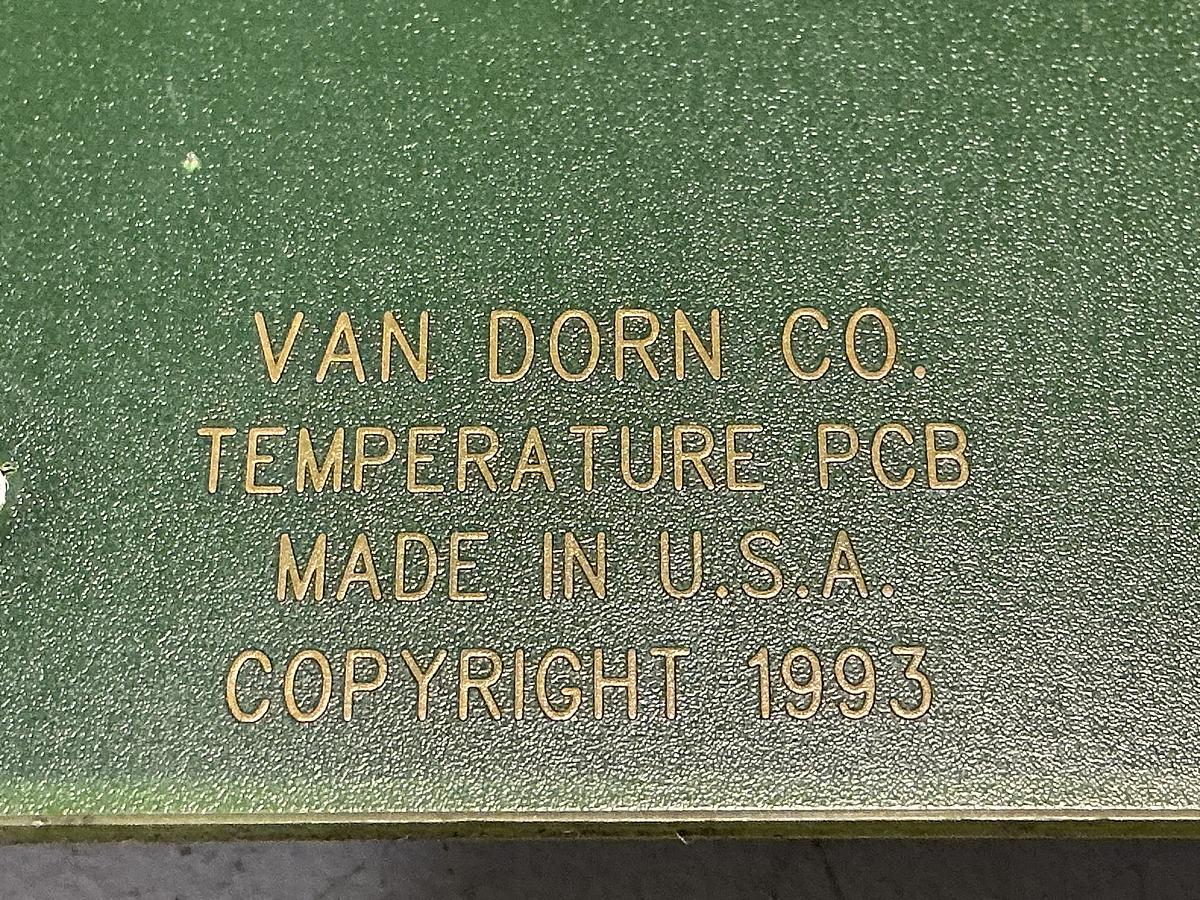 VAN DORN CO.
TEMPERATURE PCB
MADE IN U.S.A.
COPYRIGHT 1993